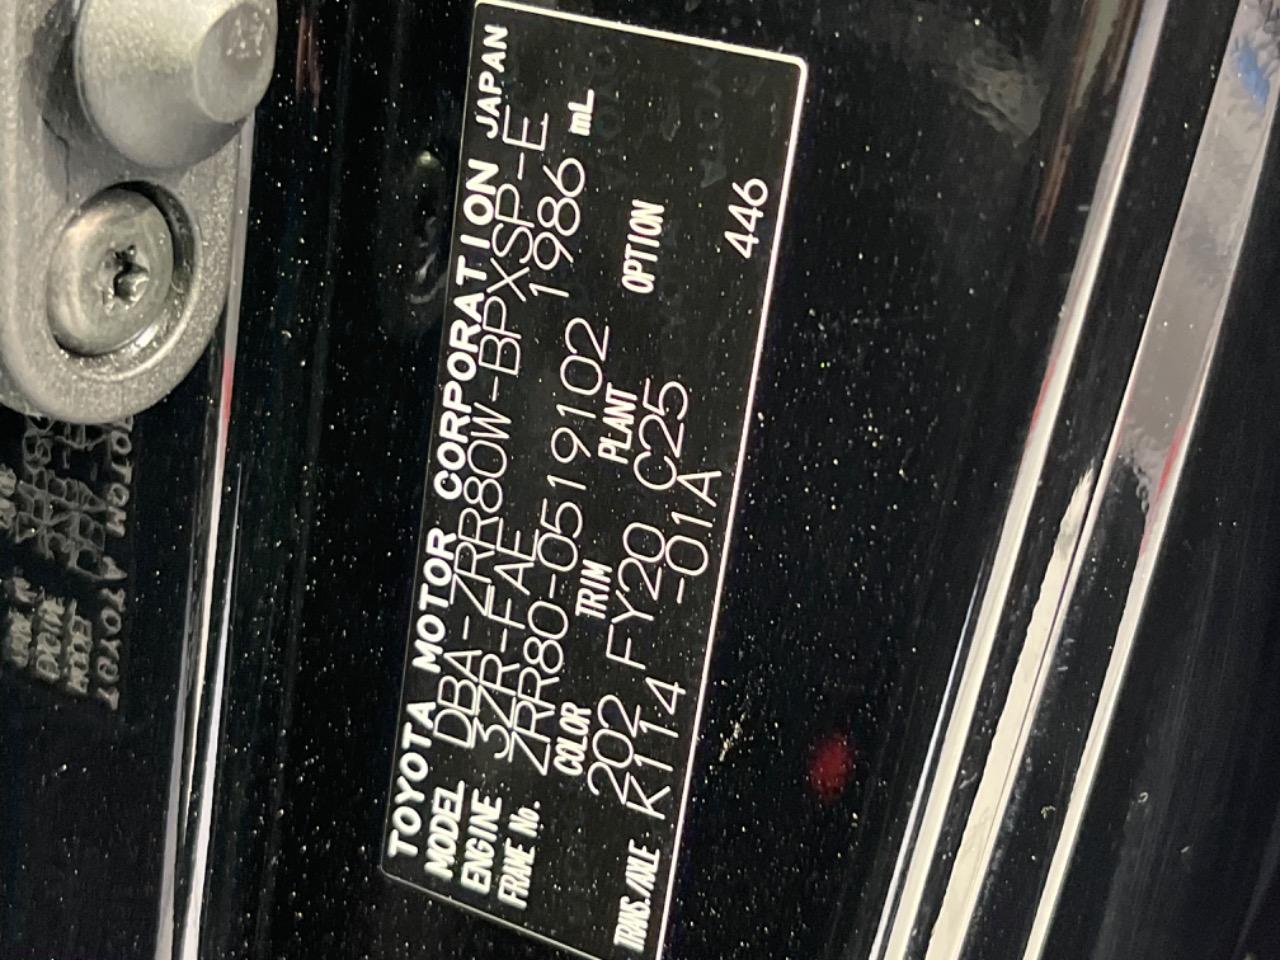 TOYOTA MOTOR CORPORATION JAPAN
MODEL DBA-ZRR80W-BPXSP-E
ENGINE 3ZR-FAE 1986 mL
FRAME No. ZRR80-0519102
COLOR TRIM PLANT OPTION
202 FY20 C25
TRANS./AXLE K114 -01A 446